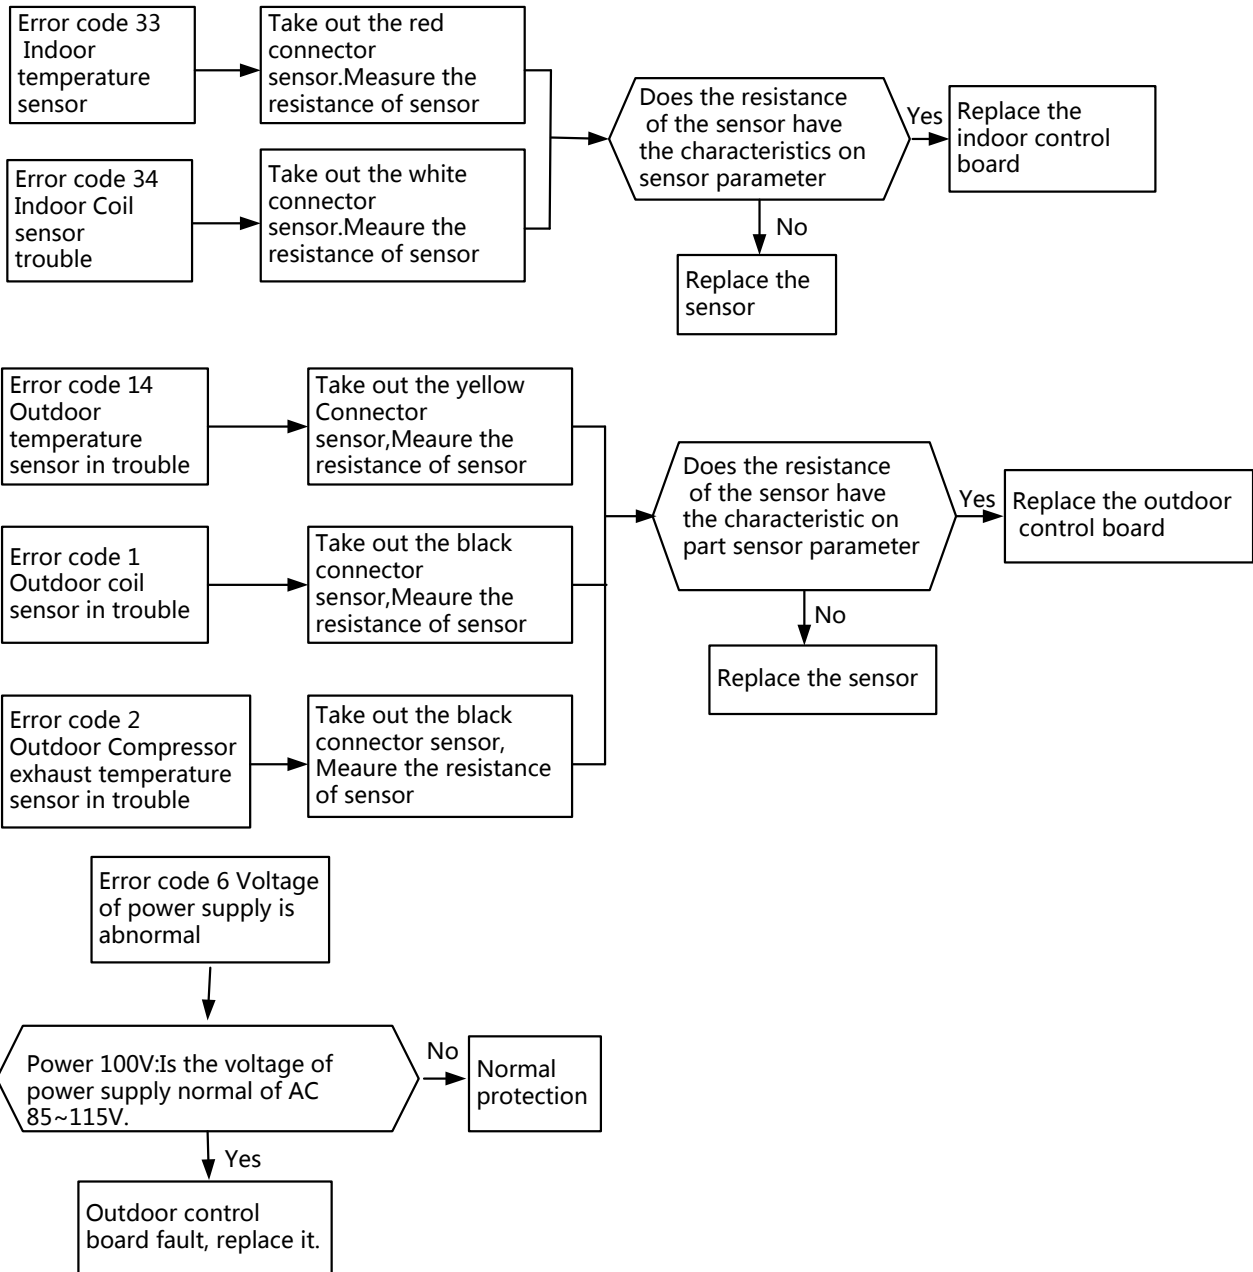 Error code 33
Indoor
temperature
sensor
Take out the red
connector
sensor.Measure the
resistance of sensor
Does the resistance
of the sensor have
the characteristics on
sensor parameter
Yes
Replace the
indoor control
board
Error code 34
Indoor Coil
sensor
trouble
Take out the white
connector
sensor.Meaure the
resistance of sensor
No
Replace the
sensor
Error code 14
Outdoor
temperature
sensor in trouble
Take out the yellow
Connector
sensor,Meaure the
resistance of sensor
Does the resistance
of the sensor have
the characteristic on
part sensor parameter
Yes
Replace the outdoor
control board
Error code 1
Outdoor coil
sensor in trouble
Take out the black
connector
sensor,Meaure the
resistance of sensor
No
Replace the sensor
Error code 2
Outdoor Compressor
exhaust temperature
sensor in trouble
Take out the black
connector sensor,
Meaure the resistance
of sensor
Error code 6 Voltage
of power supply is
abnormal
Power 100V:Is the voltage of
power supply normal of AC
85~115V.
No
Normal
protection
Yes
Outdoor control
board fault, replace it.